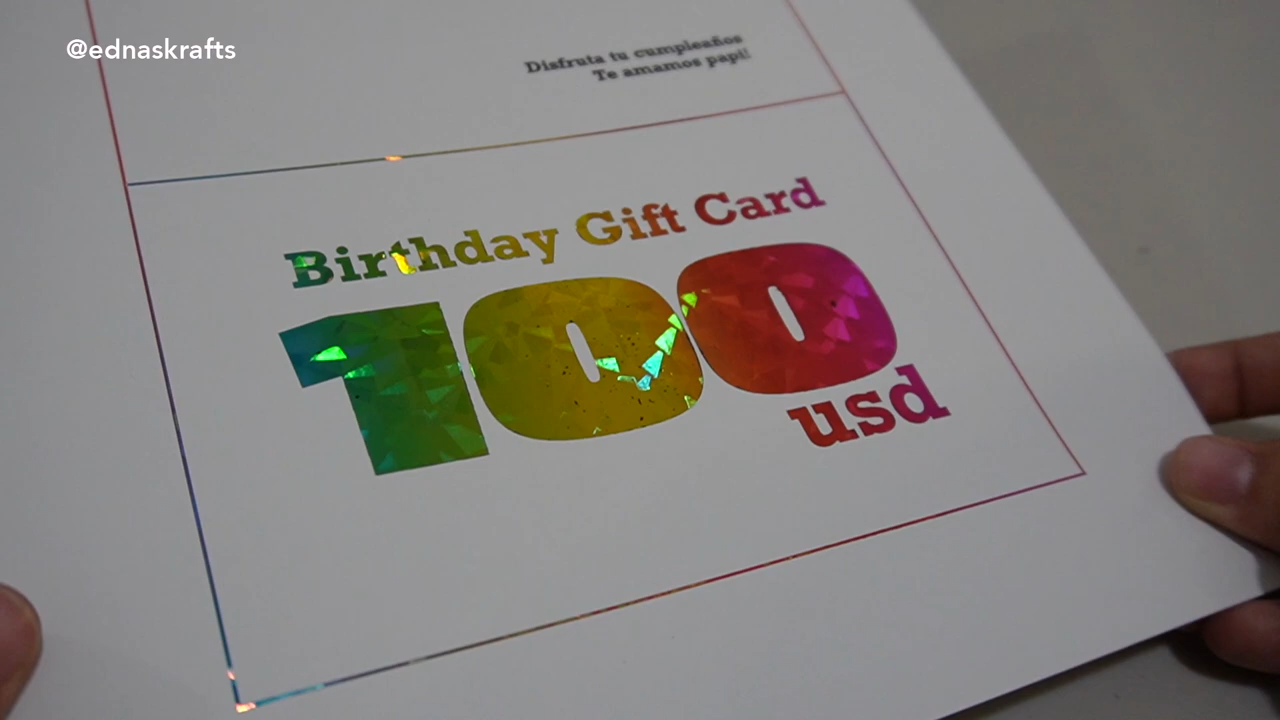 @ednaskrafts
Disfruta tu cumpleaños
Te amamos papi!
Birthday Gift Card
100
usd